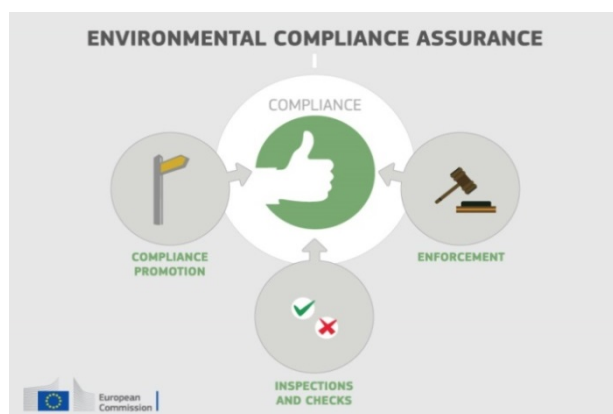 ENVIRONMENTAL COMPLIANCE ASSURANCE
COMPLIANCE
COMPLIANCE
PROMOTION
ENFORCEMENT
INSPECTIONS
AND CHECKS
European
Commission